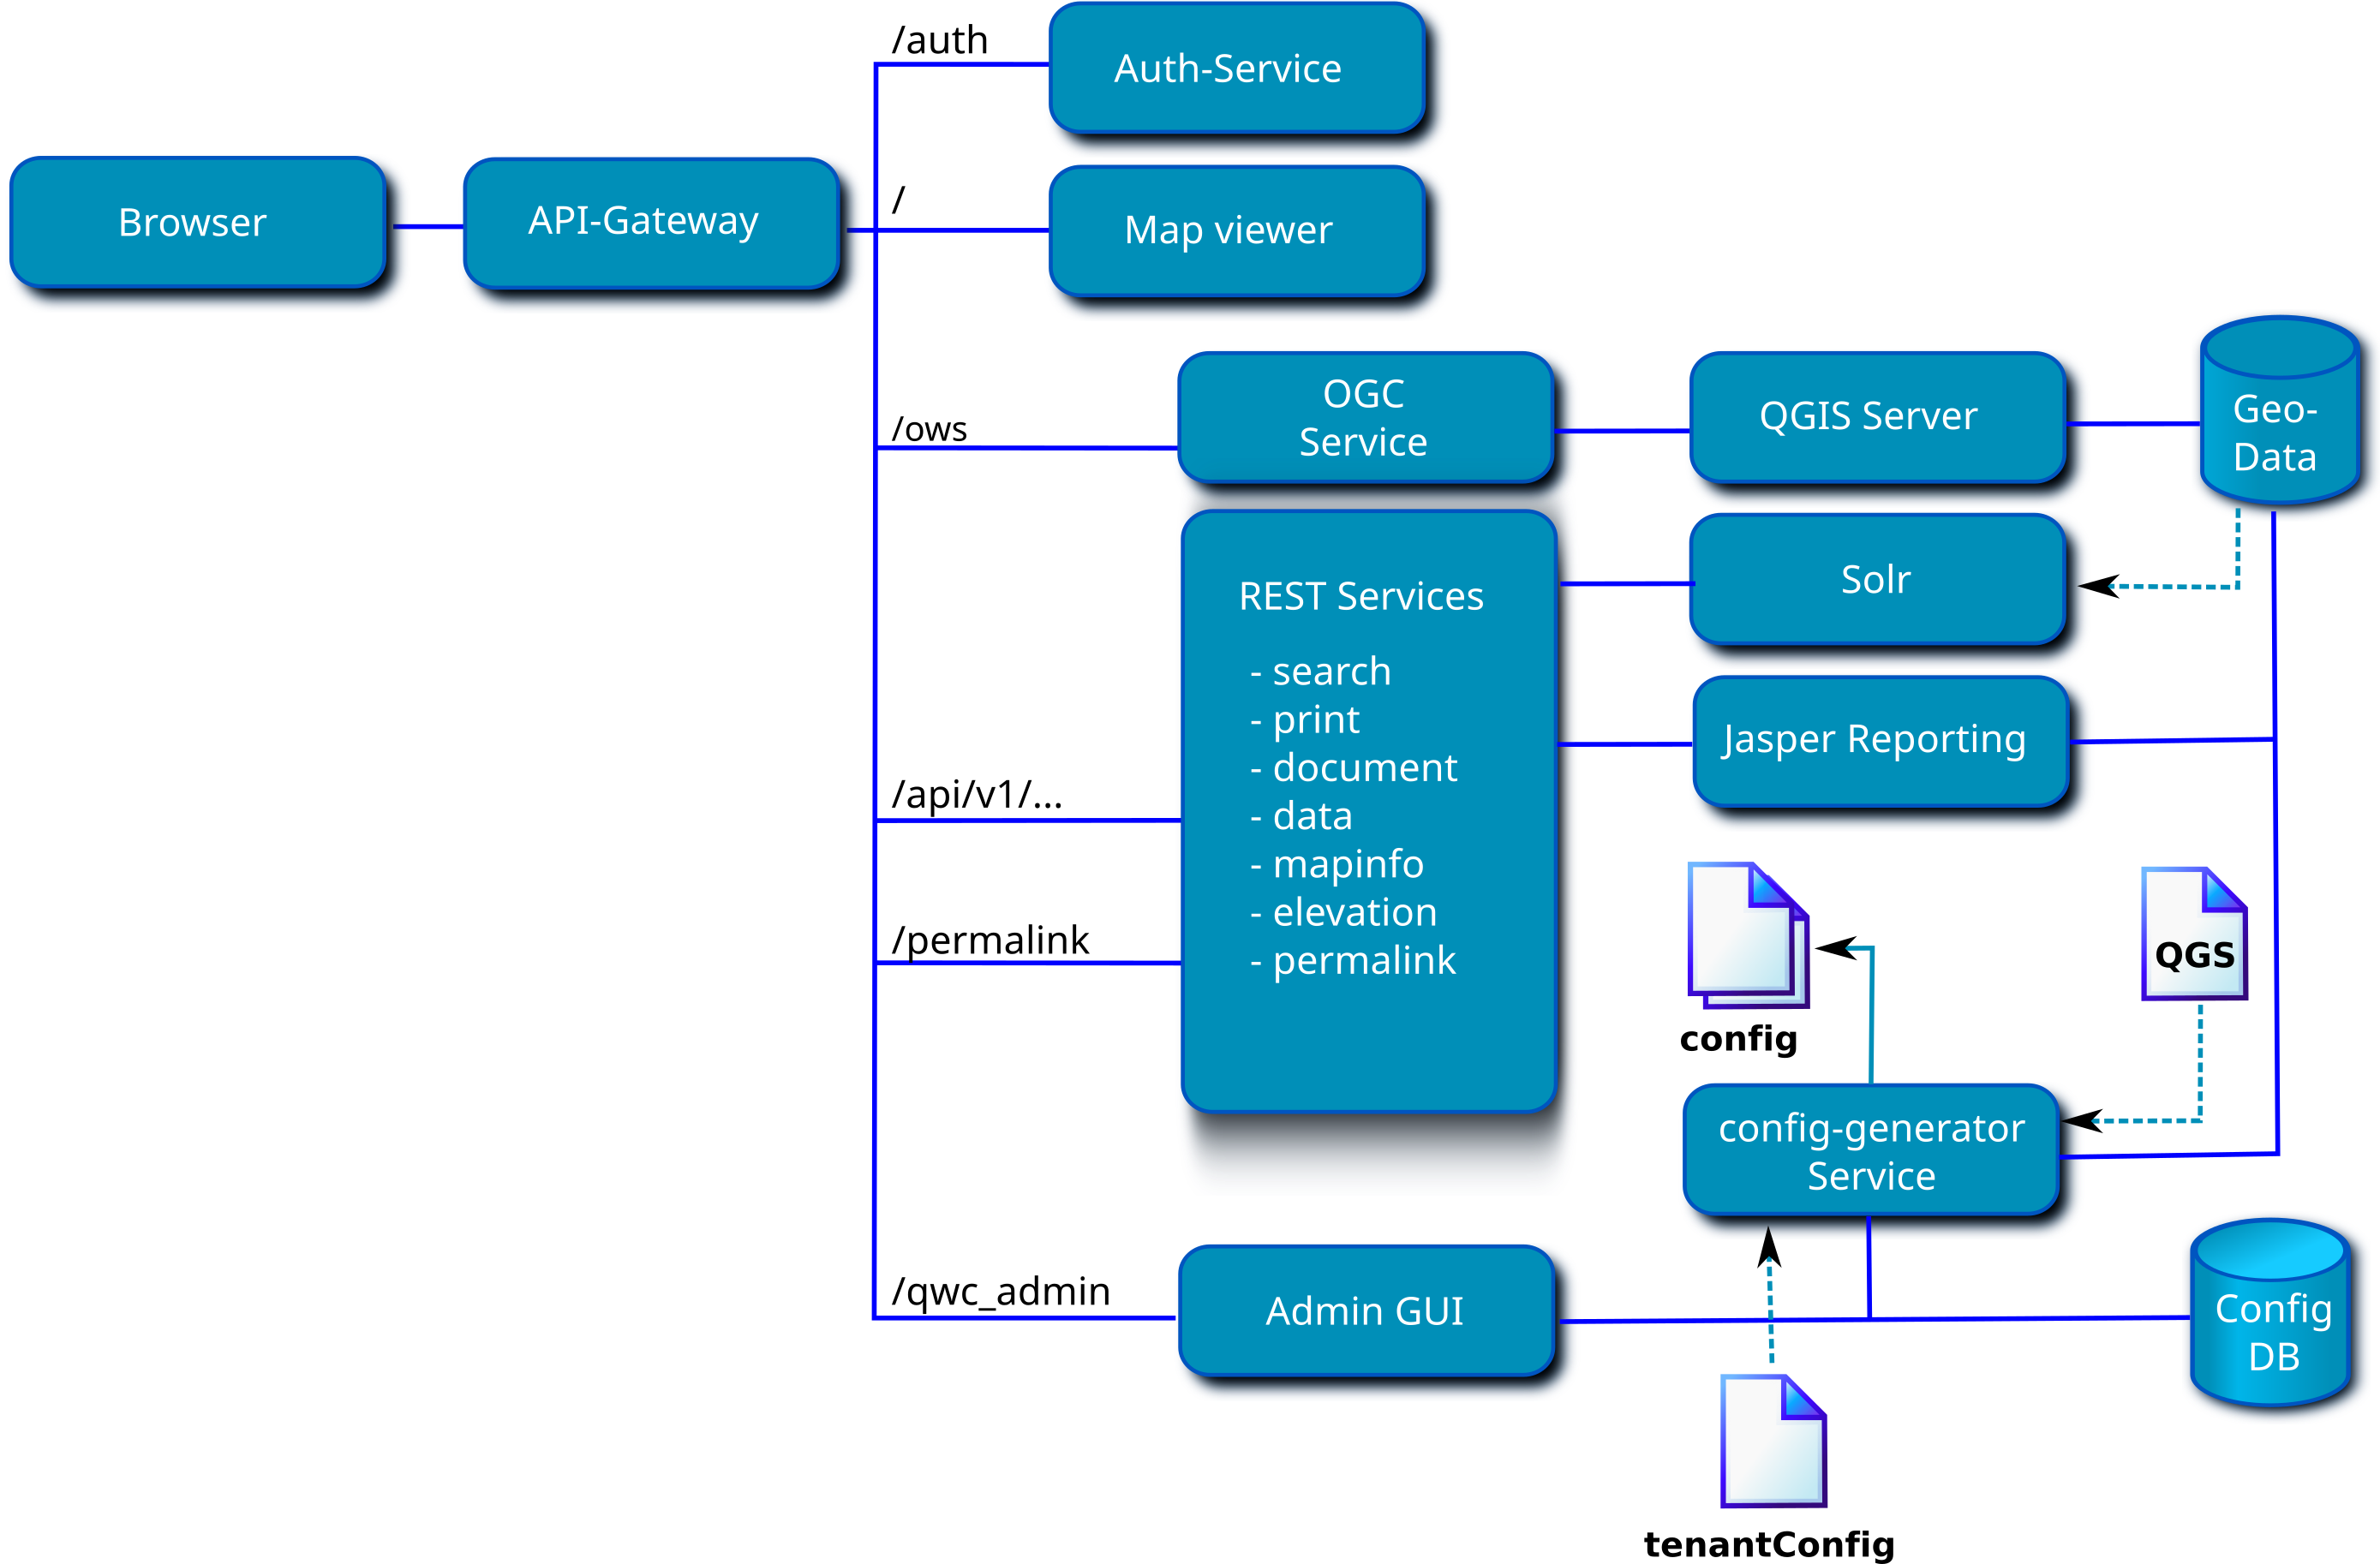 /auth
Auth-Service
Browser
API-Gateway
/
Map viewer
/ows
OGC
Service
QGIS Server
Geo-
Data
REST Services
- search
- print
- document
- data
- mapinfo
- elevation
- permalink
Solr
Jasper Reporting
/api/v1/...
/permalink
config
QGS
config-generator
Service
/qwc_admin
Admin GUI
Config
DB
tenantConfig